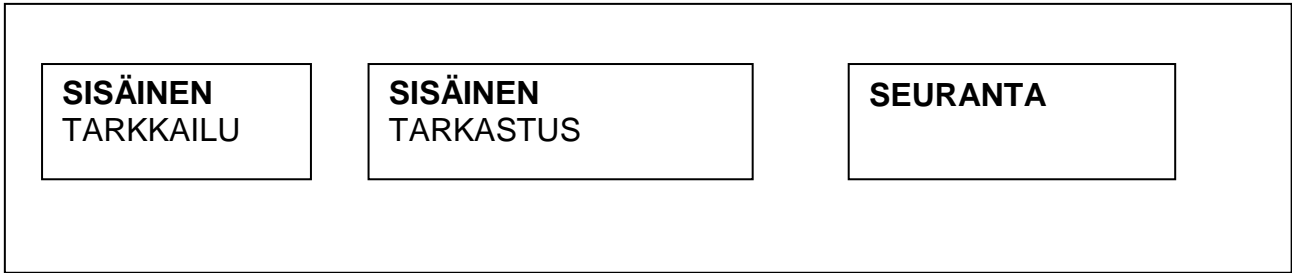 SISÄINEN
TARKKAILU
SISÄINEN
TARKASTUS
SEURANTA